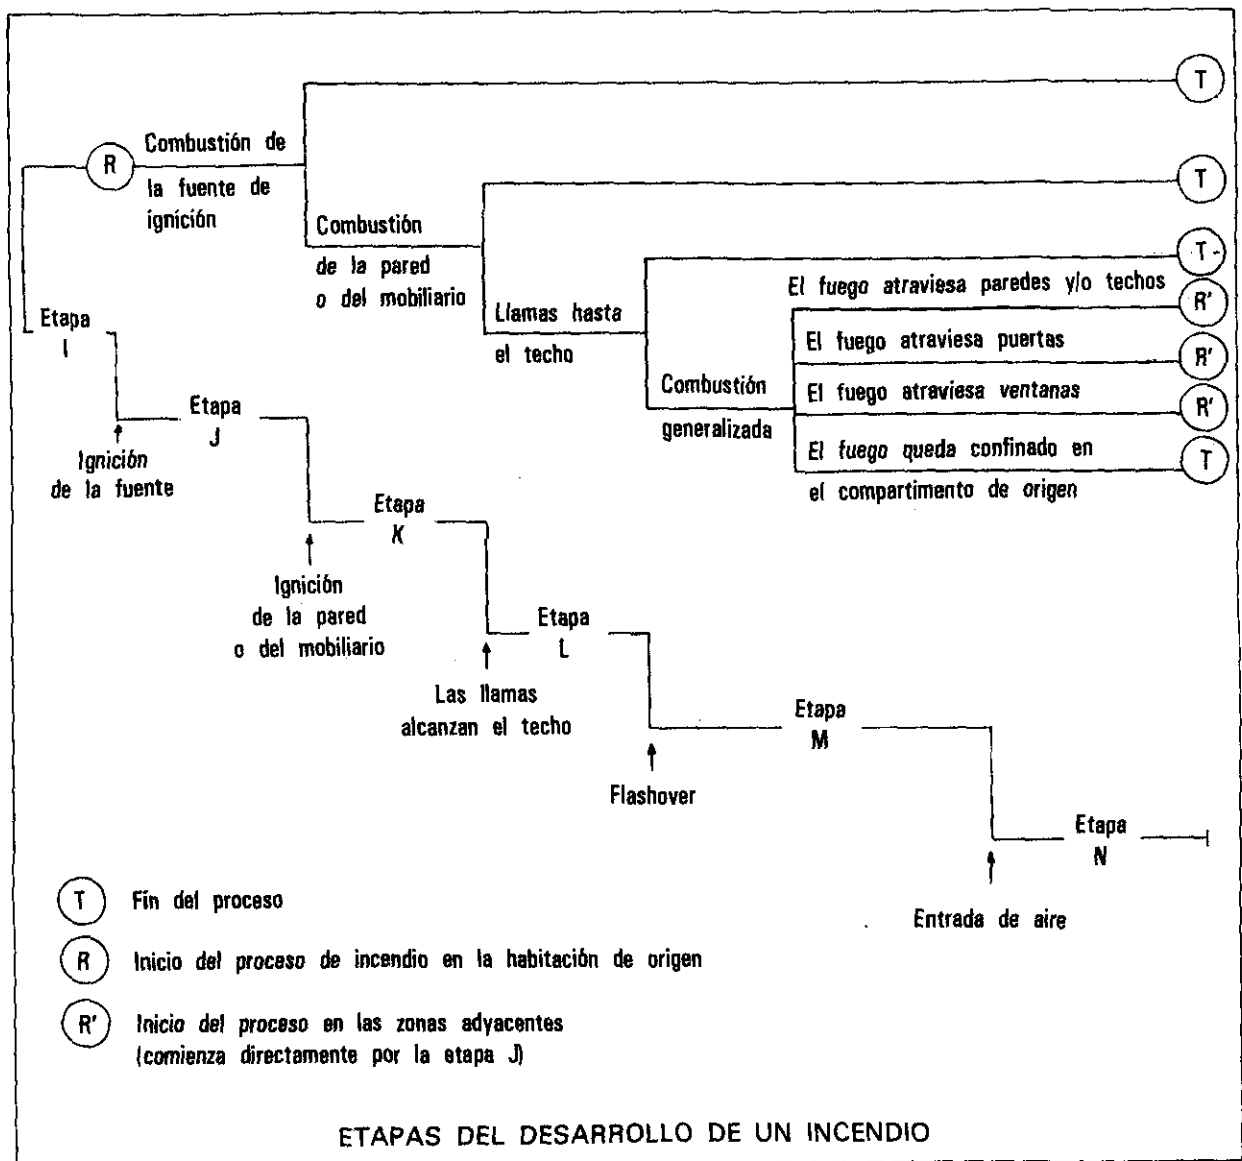 T
R
Combustión de
la fuente de
ignición
T
Combustión
de la pared
o del mobiliario
T
El fuego atraviesa paredes y/o techos
R'
Llamas hasta
el techo
El fuego atraviesa puertas
R'
Combustión
generalizada
El fuego atraviesa ventanas
R'
El fuego queda confinado en
el compartimento de origen
T
Etapa
I
Ignición
de la fuente
Etapa
J
Ignición
de la pared
o del mobiliario
Etapa
K
Las llamas
alcanzan el techo
Etapa
L
Flashover
Etapa
M
Entrada de aire
Etapa
N
T Fín del proceso
R Inicio del proceso de incendio en la habitación de origen
R' Inicio del proceso en las zonas adyacentes
(comienza directamente por la etapa J)
ETAPAS DEL DESARROLLO DE UN INCENDIO